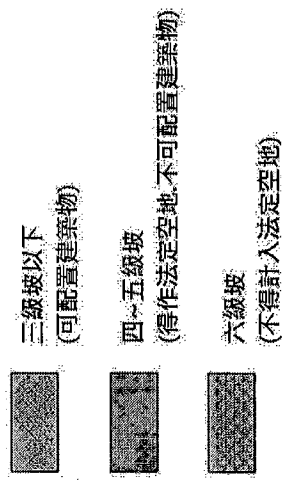 三級坡以下
(可配置建築物)
四~五級坡
(得作法定空地.不可配置建築物)
六級坡
(不得計入法定空地)